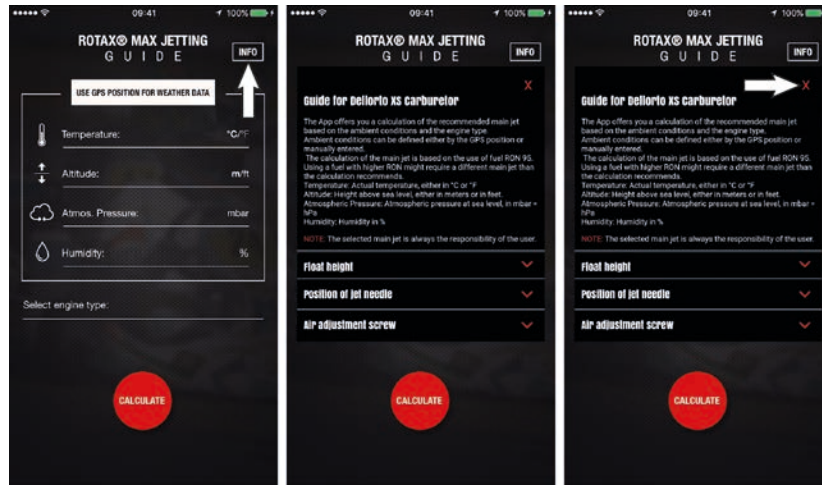 09:41
100%
ROTAX® MAX JETTING
GUIDE
INFO
USE GPS POSITION FOR WEATHER DATA
Temperature: °C/°F
Altitude: m/ft
Atmos. Pressure: mbar
Humidity: %
Select engine type:
CALCULATE
09:41
100%
ROTAX® MAX JETTING
GUIDE
INFO
X
Guide for Dellorto XS Carburetor
The App offers you a calculation of the recommended main jet
based on the ambient conditions and the engine type.
Ambient conditions can be defined either by the GPS position or
manually entered.
The calculation of the main jet is based on the use of fuel RON 95.
Using a fuel with higher RON might require a different main jet than
the calculation recommends.
Temperature: Actual temperature, either in °C or °F
Altitude: Height above sea level, either in meters or in feet.
Atmospheric Pressure: Atmospheric pressure at sea level, in mbar =
hPa
Humidity: Humidity in %
NOTE: The selected main jet is always the responsibility of the user.
Float height
Position of jet needle
Air adjustment screw
CALCULATE
09:41
100%
ROTAX® MAX JETTING
GUIDE
INFO
X
Guide for Dellorto XS Carburetor
The App offers you a calculation of the recommended main jet
based on the ambient conditions and the engine type.
Ambient conditions can be defined either by the GPS position or
manually entered.
The calculation of the main jet is based on the use of fuel RON 95.
Using a fuel with higher RON might require a different main jet than
the calculation recommends.
Temperature: Actual temperature, either in °C or °F
Altitude: Height above sea level, either in meters or in feet.
Atmospheric Pressure: Atmospheric pressure at sea level, in mbar =
hPa
Humidity: Humidity in %
NOTE: The selected main jet is always the responsibility of the user.
Float height
Position of jet needle
Air adjustment screw
CALCULATE